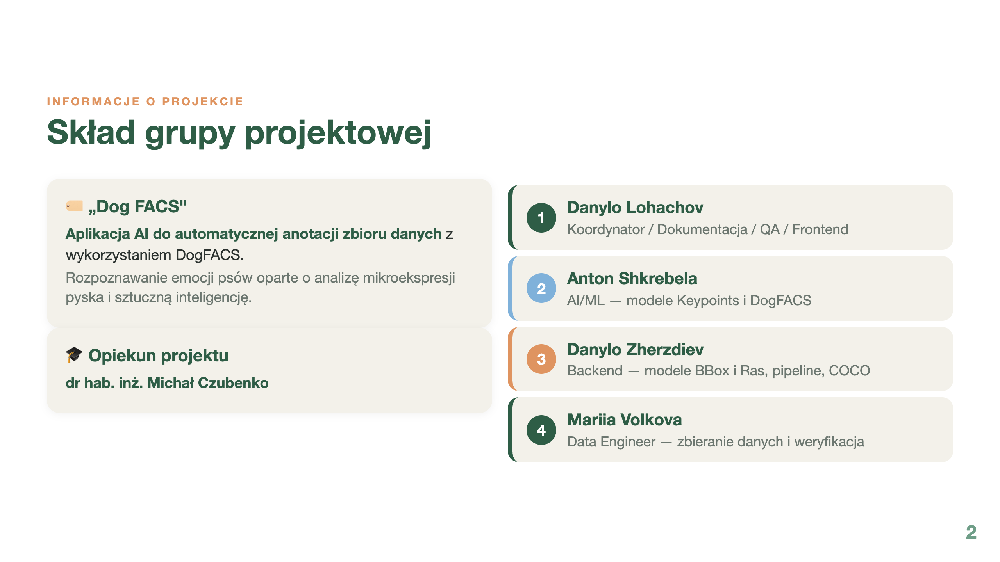 INFORMACJE O PROJEKCIE
Skład grupy projektowej
„Dog FACS"
Aplikacja AI do automatycznej anotacji zbioru danych z
wykorzystaniem DogFACS.
Rozpoznawanie emocji psów oparte o analizę mikroekspresji
pyska i sztuczną inteligencję.
Opiekun projektu
dr hab. inż. Michał Czubenko
1
Danylo Lohachov
Koordynator / Dokumentacja / QA / Frontend
2
Anton Shkrebela
AI/ML — modele Keypoints i DogFACS
3
Danylo Zherzdiev
Backend — modele BBox i Ras, pipeline, COCO
4
Mariia Volkova
Data Engineer — zbieranie danych i weryfikacja
2